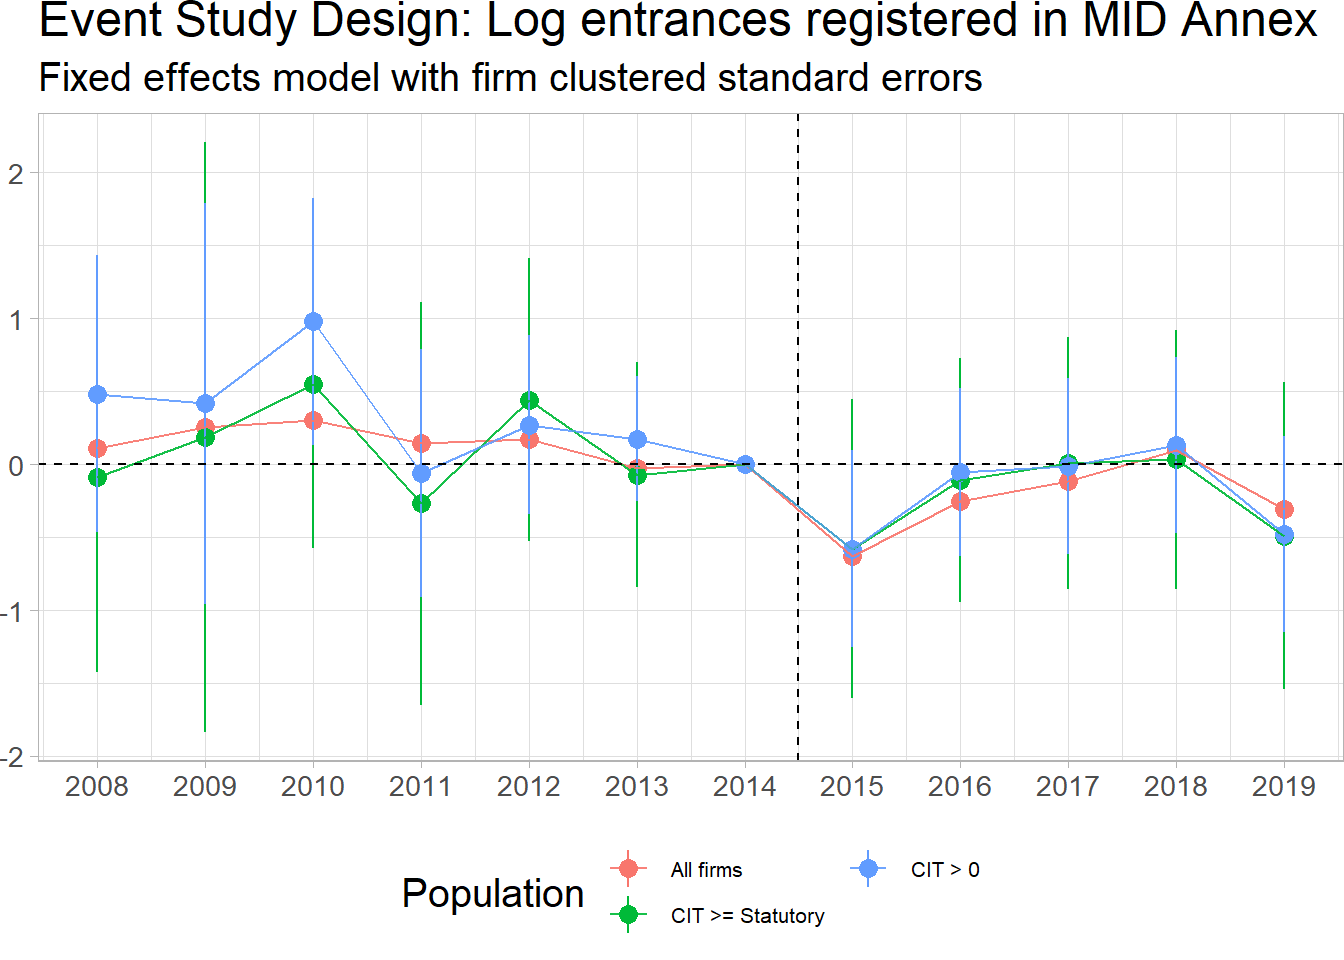 Event Study Design: Log entrances registered in MID Annex
Fixed effects model with firm clustered standard errors
2
1
0
-1
-2
2008 2009 2010 2011 2012 2013 2014 2015 2016 2017 2018 2019
Population
All firms
CIT >= Statutory
CIT > 0